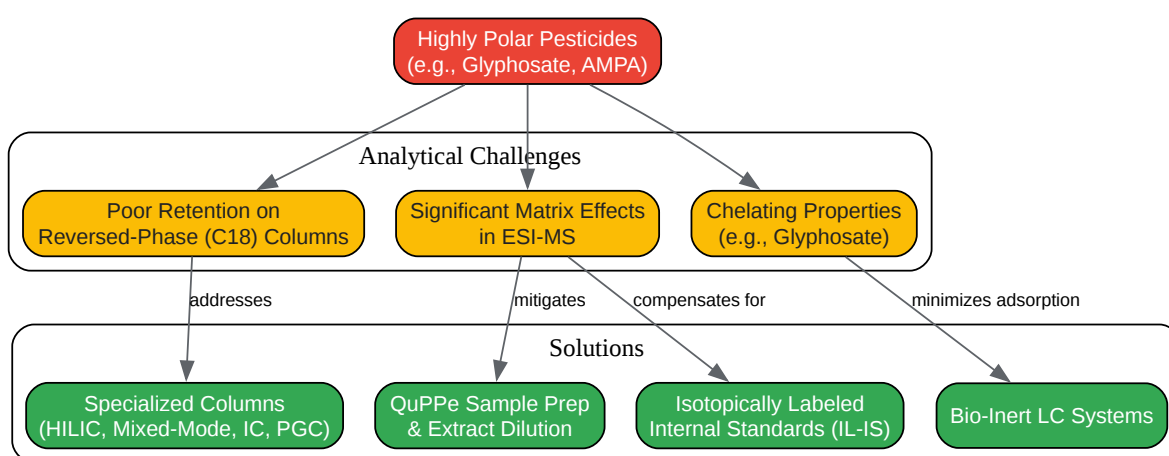 Highly Polar Pesticides
(e.g., Glyphosate, AMPA)
Analytical Challenges
Poor Retention on
Reversed-Phase (C18) Columns
Significant Matrix Effects
in ESI-MS
Chelating Properties
(e.g., Glyphosate)
addresses
mitigates
compensates for
minimizes adsorption
Solutions
Specialized Columns
(HILIC, Mixed-Mode, IC, PGC)
QuPPe Sample Prep
& Extract Dilution
Isotopically Labeled
Internal Standards (IL-IS)
Bio-Inert LC Systems